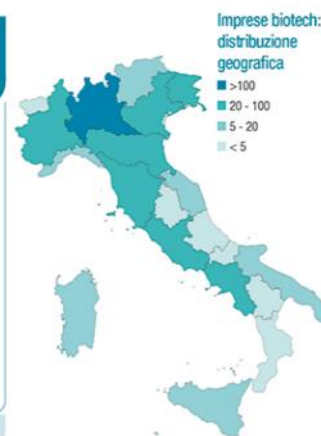 Imprese biotech:
distribuzione
geografica
>100
20 - 100
5 - 20
< 5